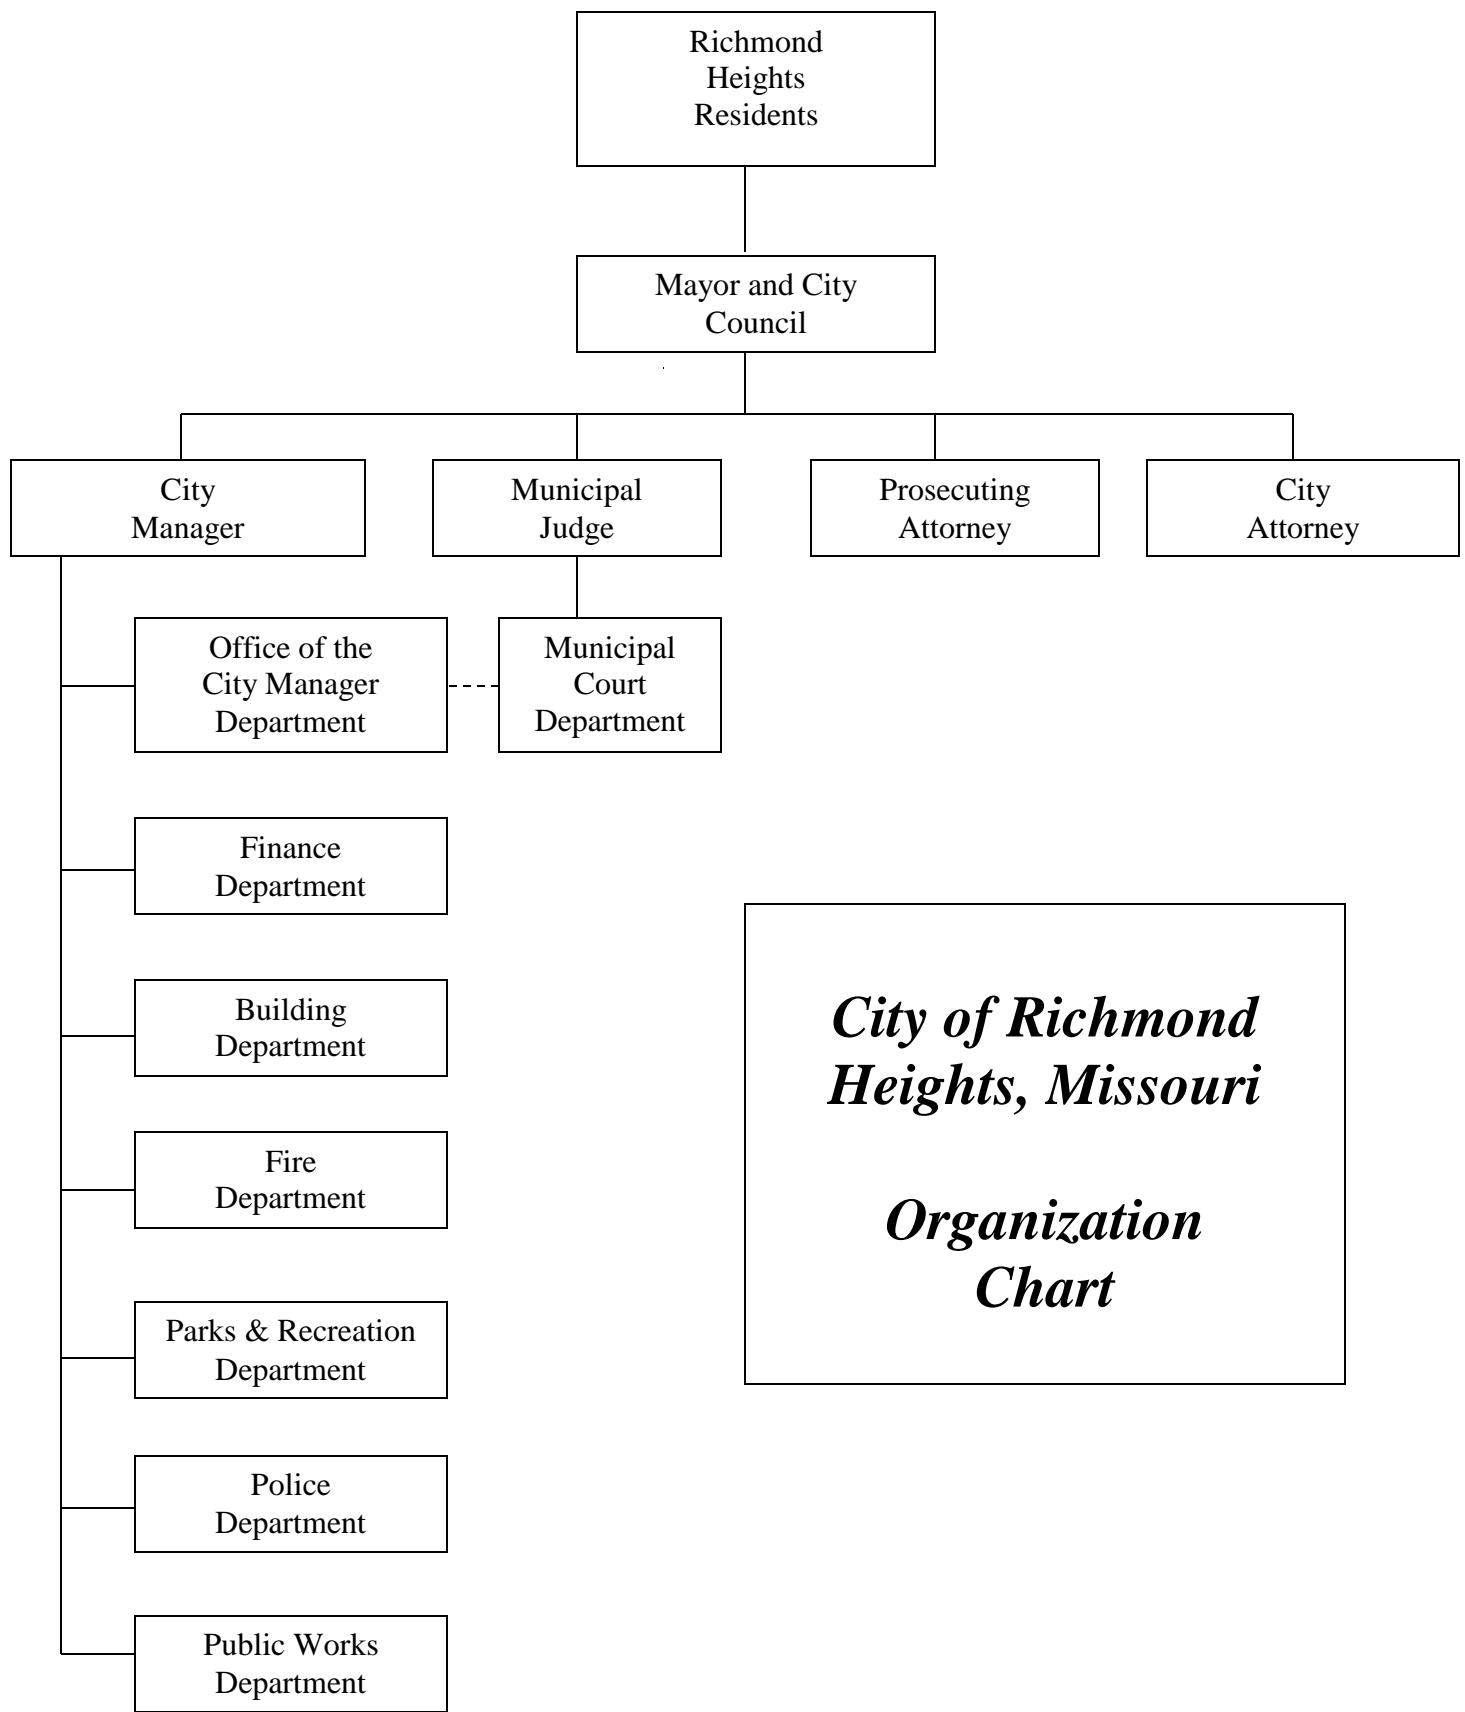 Richmond
Heights
Residents
Mayor and City
Council
City
Manager
Municipal
Judge
Prosecuting
Attorney
City
Attorney
Office of the
City Manager
Department
Municipal
Court
Department
Finance
Department
Building
Department
Fire
Department
Parks & Recreation
Department
Police
Department
Public Works
Department
City of Richmond
Heights, Missouri
Organization
Chart